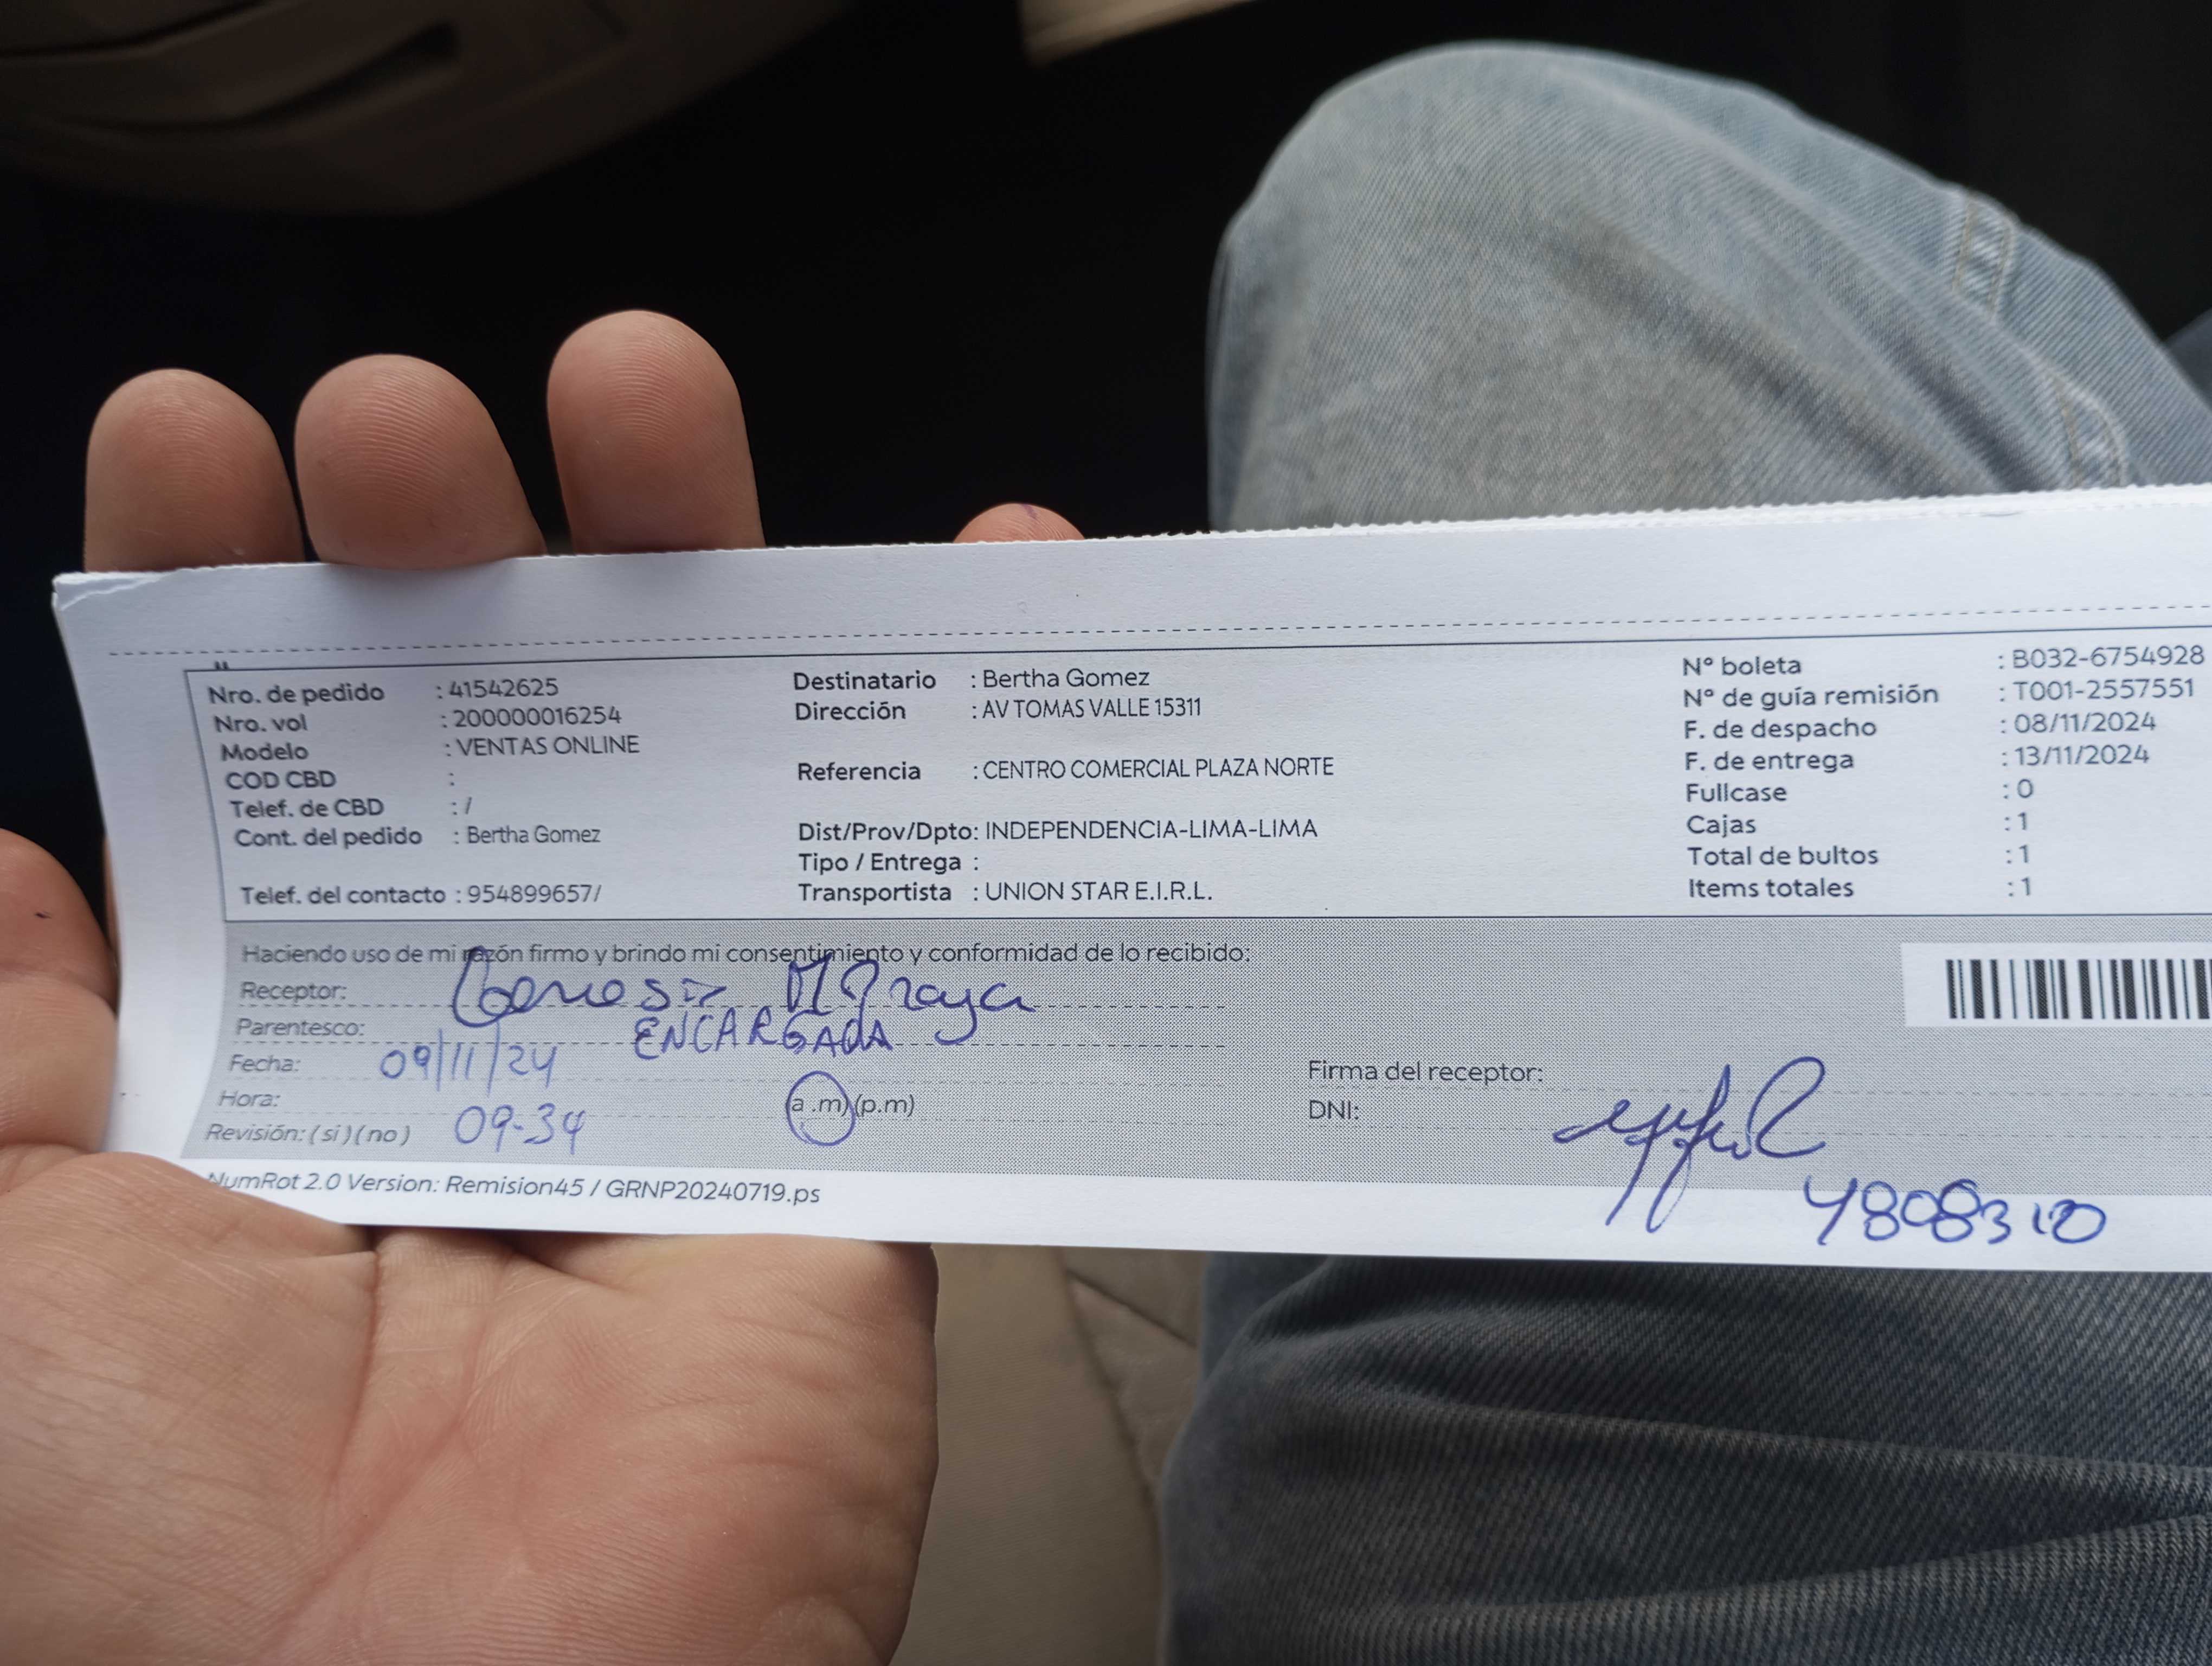 Nro. de pedido : 41542625
Nro. vol : 200000016254
Modelo : VENTAS ONLINE
COD CBD :
Telef. de CBD : /
Cont. del pedido : Bertha Gomez
Telef. del contacto : 954899657/
Destinatario : Bertha Gomez
Dirección : AV TOMAS VALLE 15311
Referencia : CENTRO COMERCIAL PLAZA NORTE
Dist/Prov/Dpto: INDEPENDENCIA-LIMA-LIMA
Tipo / Entrega :
Transportista : UNION STAR E.I.R.L.
N° boleta : B032-6754928
N° de guía remisión : T001-2557551
F. de despacho : 08/11/2024
F. de entrega : 13/11/2024
Fullcase : 0
Cajas : 1
Total de bultos : 1
Items totales : 1
Haciendo uso de mi razón firmo y brindo mi consentimiento y conformidad de lo recibido:
Receptor:
Parentesco: ENCARGADA
Fecha: 09/11/24
Hora: 09-34 (a .m) (p.m)
Revisión: ( si ) ( no )
Firma del receptor:
DNI: 4808310
NumRot 2.0 Version: Remision45 / GRNP20240719.ps